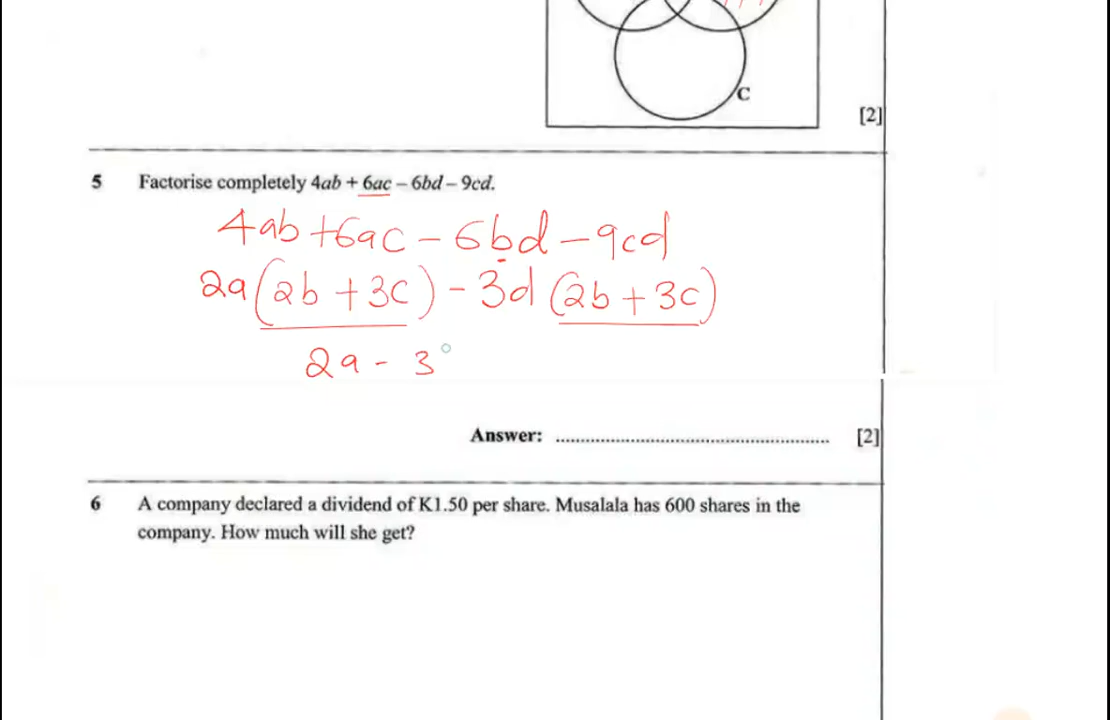 C
[2]
5 Factorise completely 4ab + 6ac – 6bd – 9cd.
4ab + 6ac - 6bd - 9cd
2a(2b + 3c) - 3d (2b + 3c)
2a - 3
Answer: ........................................................ [2]
6 A company declared a dividend of K1.50 per share. Musalala has 600 shares in the
company. How much will she get?